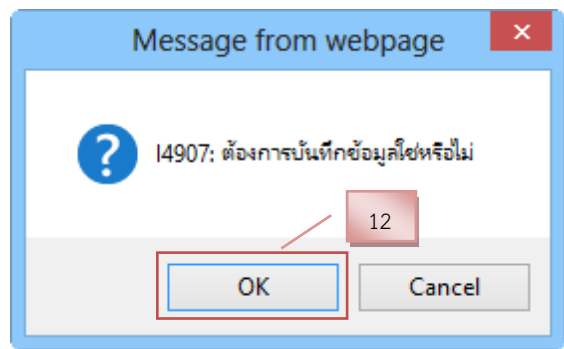 Message from webpage
I4907: ต้องการบันทึกข้อมูลใช่หรือไม่
12
OK
Cancel